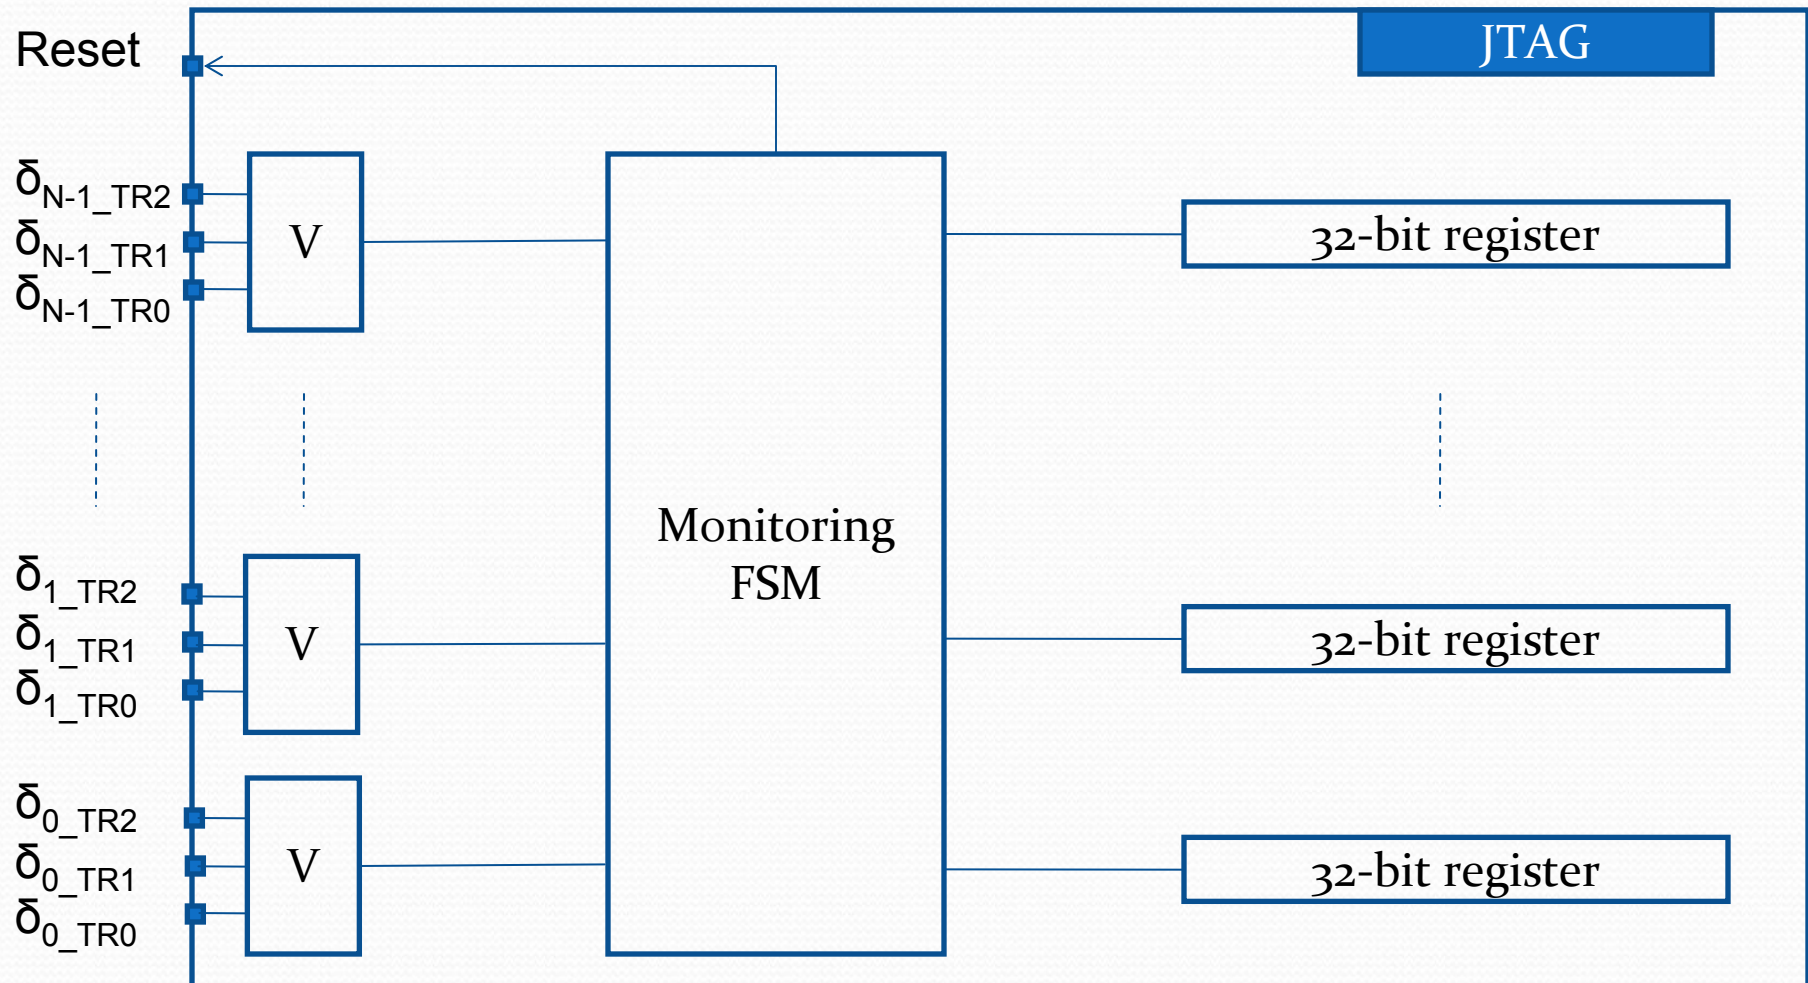 Reset
JTAG
δN-1_TR2
δN-1_TR1
δN-1_TR0
V
32-bit register
Monitoring
FSM
δ1_TR2
δ1_TR1
δ1_TR0
V
32-bit register
δ0_TR2
δ0_TR1
δ0_TR0
V
32-bit register